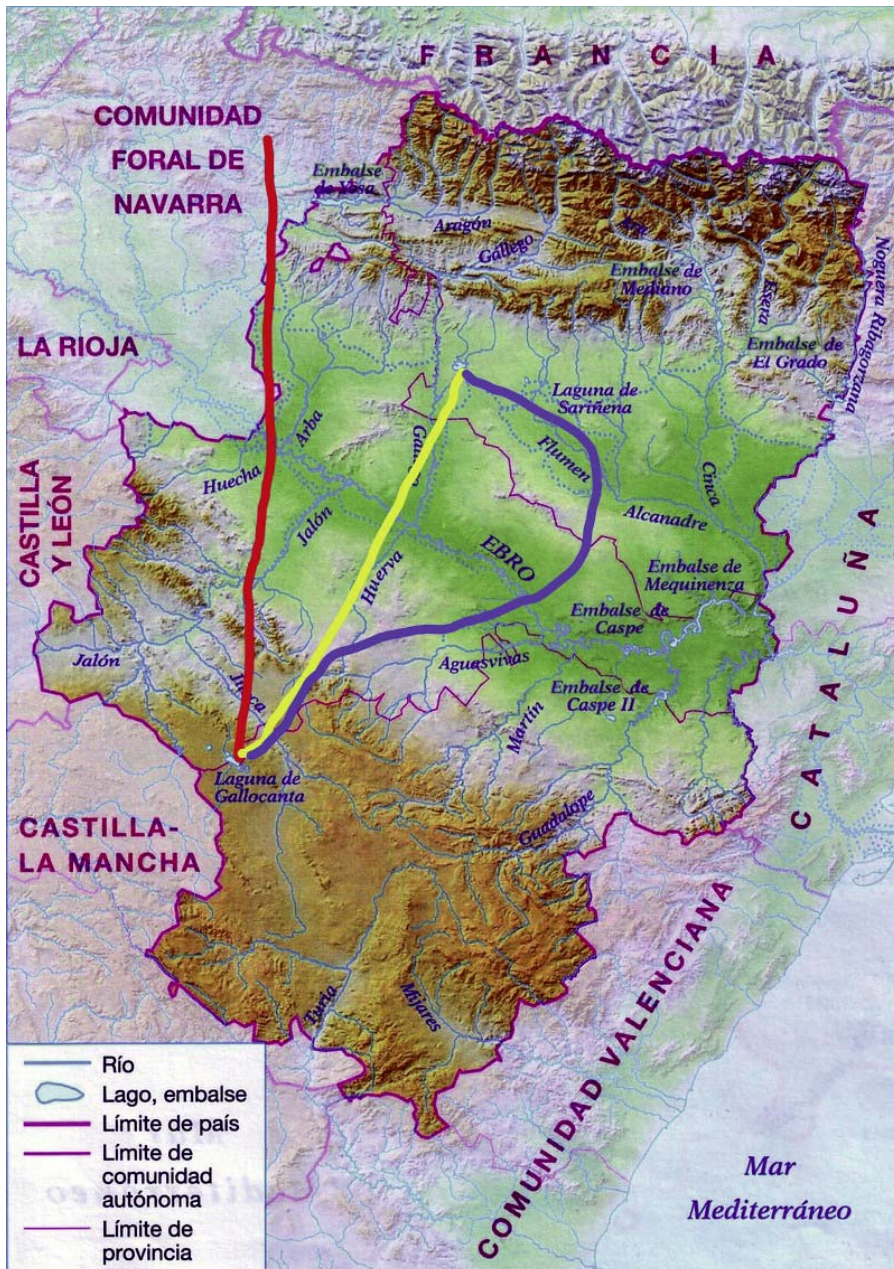 FRANCIA
COMUNIDAD
FORAL DE
NAVARRA
Embalse
de Yesa
Aragón
Gállego
Embalse de
Mediano
Ésera
Noguera Ribagorzana
LA RIOJA
Embalse de
El Grado
Laguna de
Sariñena
Arba
Flumen
Cinca
Huecha
CASTILLA
Y LEÓN
Jalón
Alcanadre
EBRO
Huerva
Embalse de
Mequinenza
Embalse de
Caspe
CATALUÑA
Jalón
Aguasvivas
Embalse de
Caspe II
Martín
Laguna de
Gallocanta
CASTILLA-
LA MANCHA
Guadalope
Turia
Mijares
COMUNIDAD VALENCIANA
Mar
Mediterráneo
Río
Lago, embalse
Límite de país
Límite de
comunidad
autónoma
Límite de
provincia